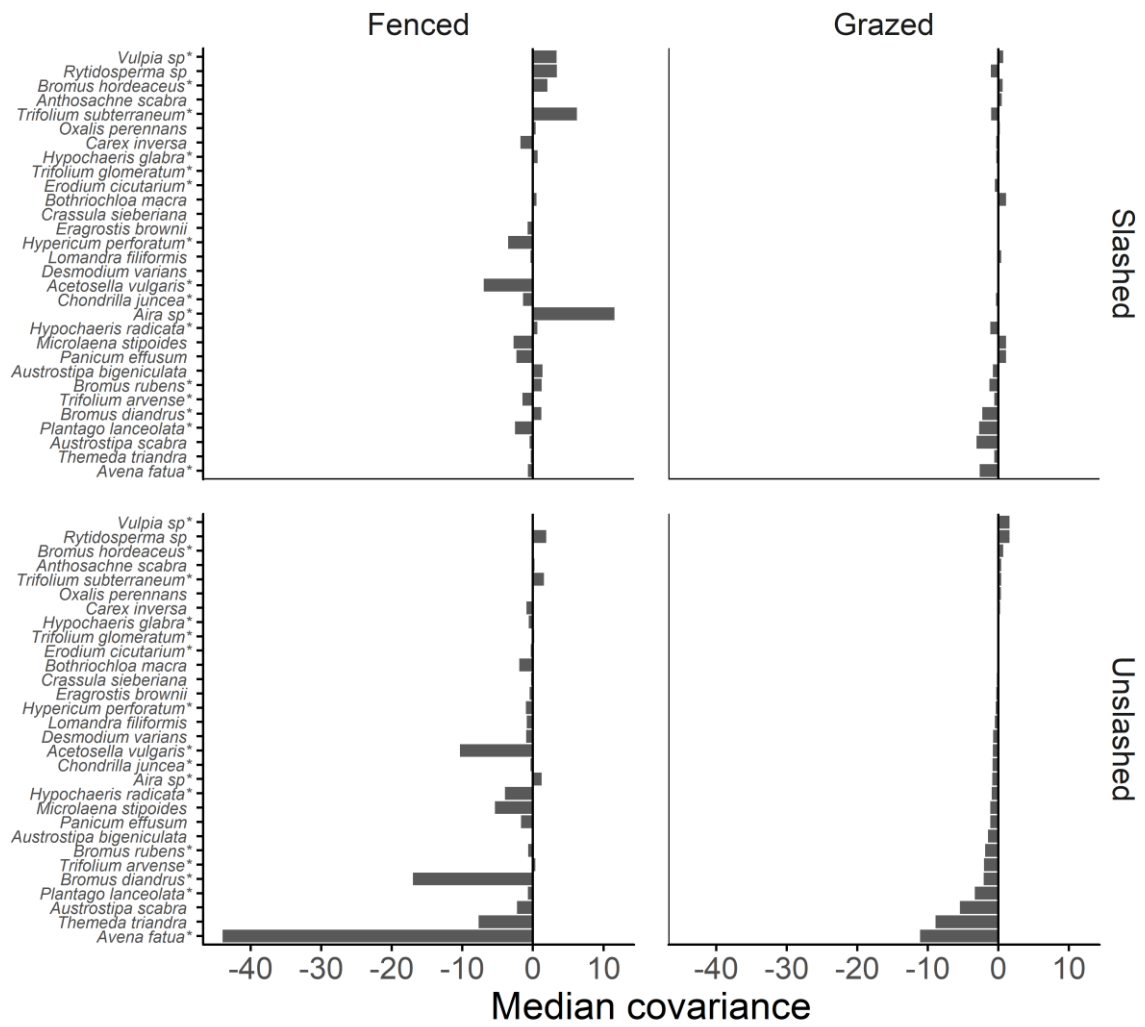 Fenced Grazed
Vulpia sp*
Rytidosperma sp
Bromus hordeaceus*
Anthosachne scabra
Trifolium subterraneum*
Oxalis perennans
Carex inversa
Hypochaeris glabra*
Trifolium glomeratum*
Erodium cicutarium*
Bothriochloa macra
Crassula sieberiana
Eragrostis brownii
Hypericum perforatum*
Lomandra filiformis
Desmodium varians
Acetosella vulgaris*
Chondrilla juncea*
Aira sp*
Hypochaeris radicata*
Microlaena stipoides
Panicum effusum
Austrostipa bigeniculata
Bromus rubens*
Trifolium arvense*
Bromus diandrus*
Plantago lanceolata*
Austrostipa scabra
Themeda triandra
Avena fatua*
Slashed
Vulpia sp*
Rytidosperma sp
Bromus hordeaceus*
Anthosachne scabra
Trifolium subterraneum*
Oxalis perennans
Carex inversa
Hypochaeris glabra*
Trifolium glomeratum*
Erodium cicutarium*
Bothriochloa macra
Crassula sieberiana
Eragrostis brownii
Hypericum perforatum*
Lomandra filiformis
Desmodium varians
Acetosella vulgaris*
Chondrilla juncea*
Aira sp*
Hypochaeris radicata*
Microlaena stipoides
Panicum effusum
Austrostipa bigeniculata
Bromus rubens*
Trifolium arvense*
Bromus diandrus*
Plantago lanceolata*
Austrostipa scabra
Themeda triandra
Avena fatua*
Unslashed
-40 -30 -20 -10 0 10 -40 -30 -20 -10 0 10
Median covariance